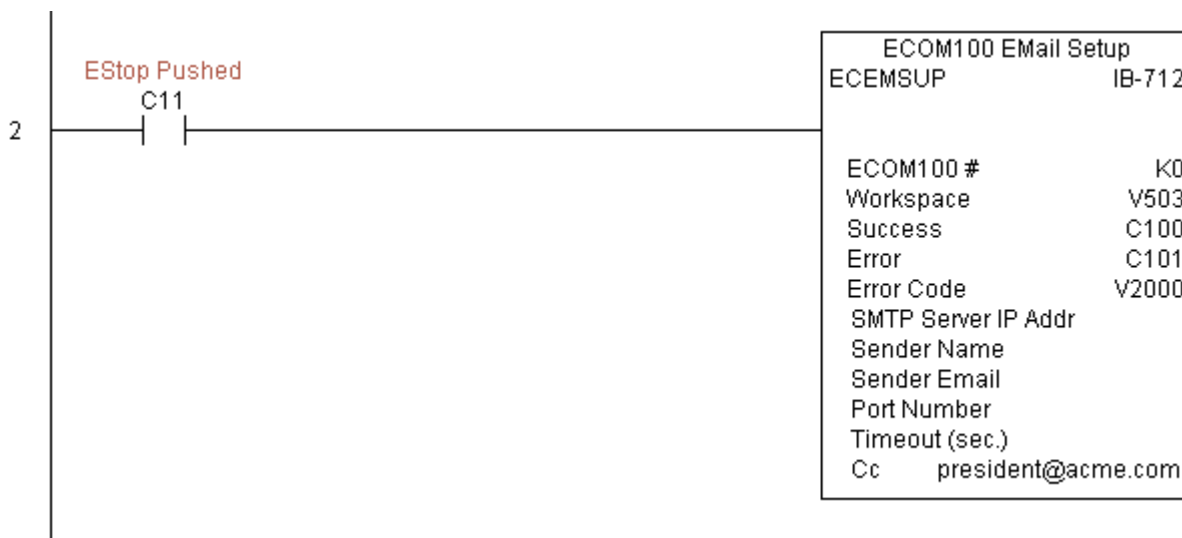 EStop Pushed
C11
2
ECOM100 EMail Setup
ECEMSUP IB-712
ECOM100 # K0
Workspace V503
Success C100
Error C101
Error Code V2000
SMTP Server IP Addr
Sender Name
Sender Email
Port Number
Timeout (sec.)
Cc president@acme.com